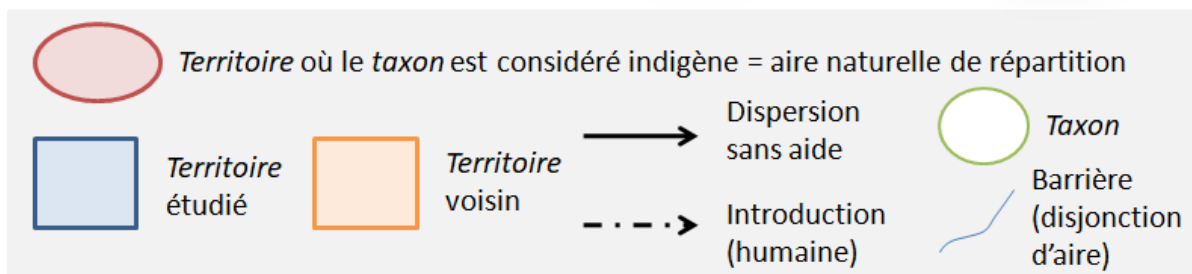 Territoire où le taxon est considéré indigène = aire naturelle de répartition
Territoire
étudié
Territoire
voisin
Dispersion
sans aide
Introduction
(humaine)
Taxon
Barrière
(disjonction
d'aire)